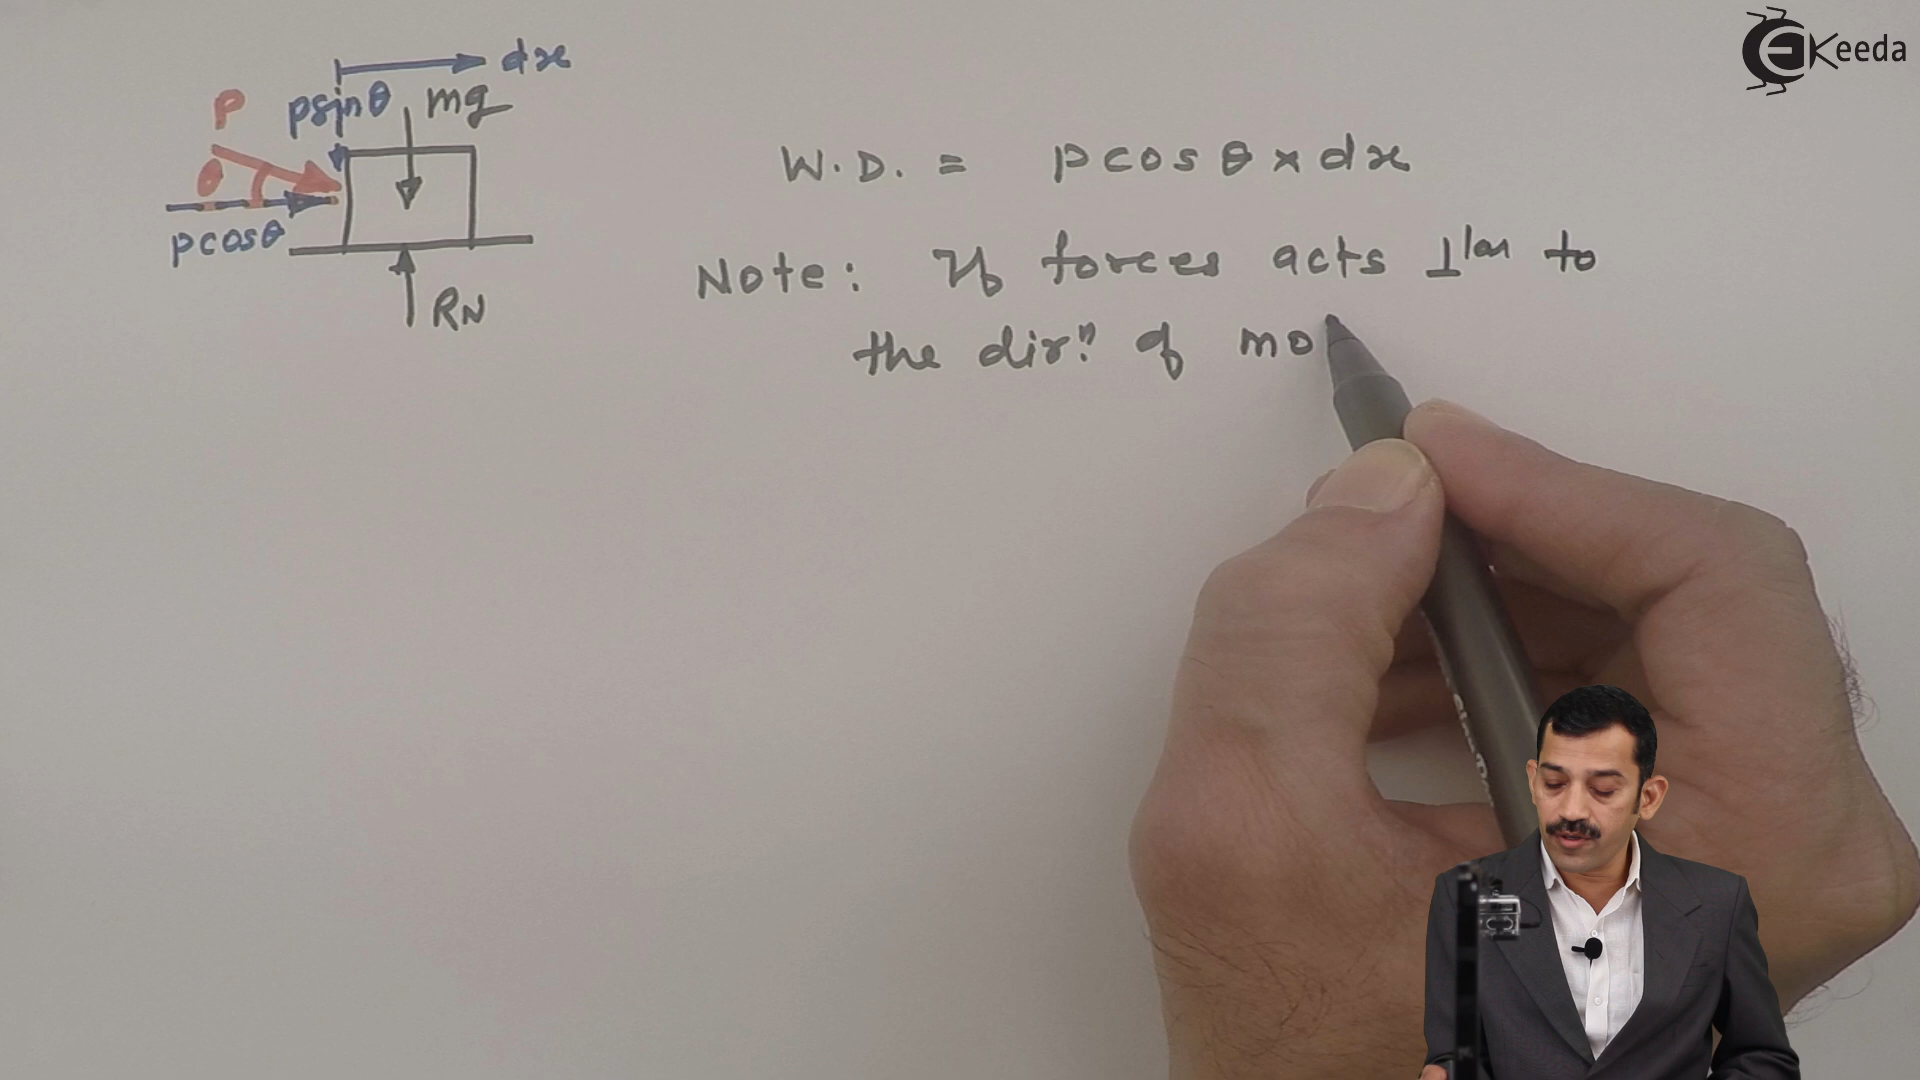 dx
P
psinθ
mg
θ
pcosθ
RN
W.D. = pcosθ × dx
Note: If forces acts ⊥lar to
the dirⁿ. of mo
EKeeda